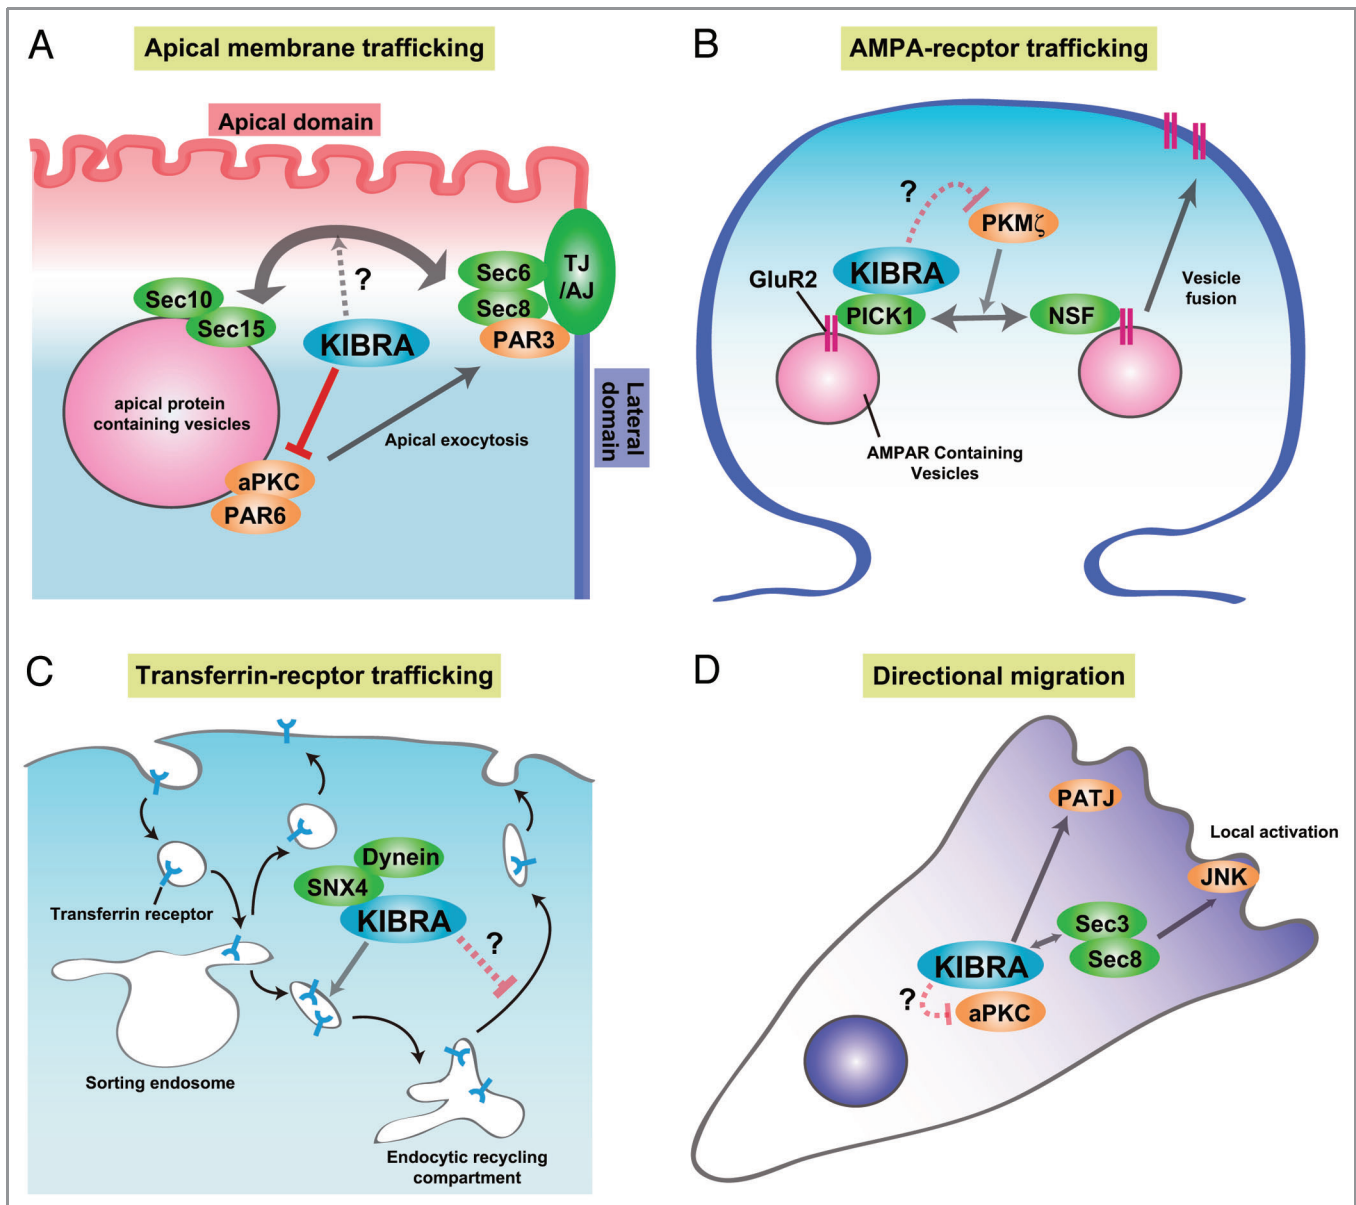 A
Apical membrane trafficking
Apical domain
Sec10
Sec15
?
Sec6
Sec8
PAR3
TJ
/AJ
KIBRA
apical protein
containing vesicles
Apical exocytosis
aPKC
PAR6
Lateral
domain
B
AMPA-recptor trafficking
?
PKMζ
KIBRA
GluR2
PICK1
NSF
Vesicle
fusion
AMPAR Containing
Vesicles
C
Transferrin-recptor trafficking
Dynein
SNX4
KIBRA
?
Transferrin receptor
Sorting endosome
Endocytic recycling
compartment
D
Directional migration
PATJ
Local activation
JNK
Sec3
Sec8
KIBRA
?
aPKC